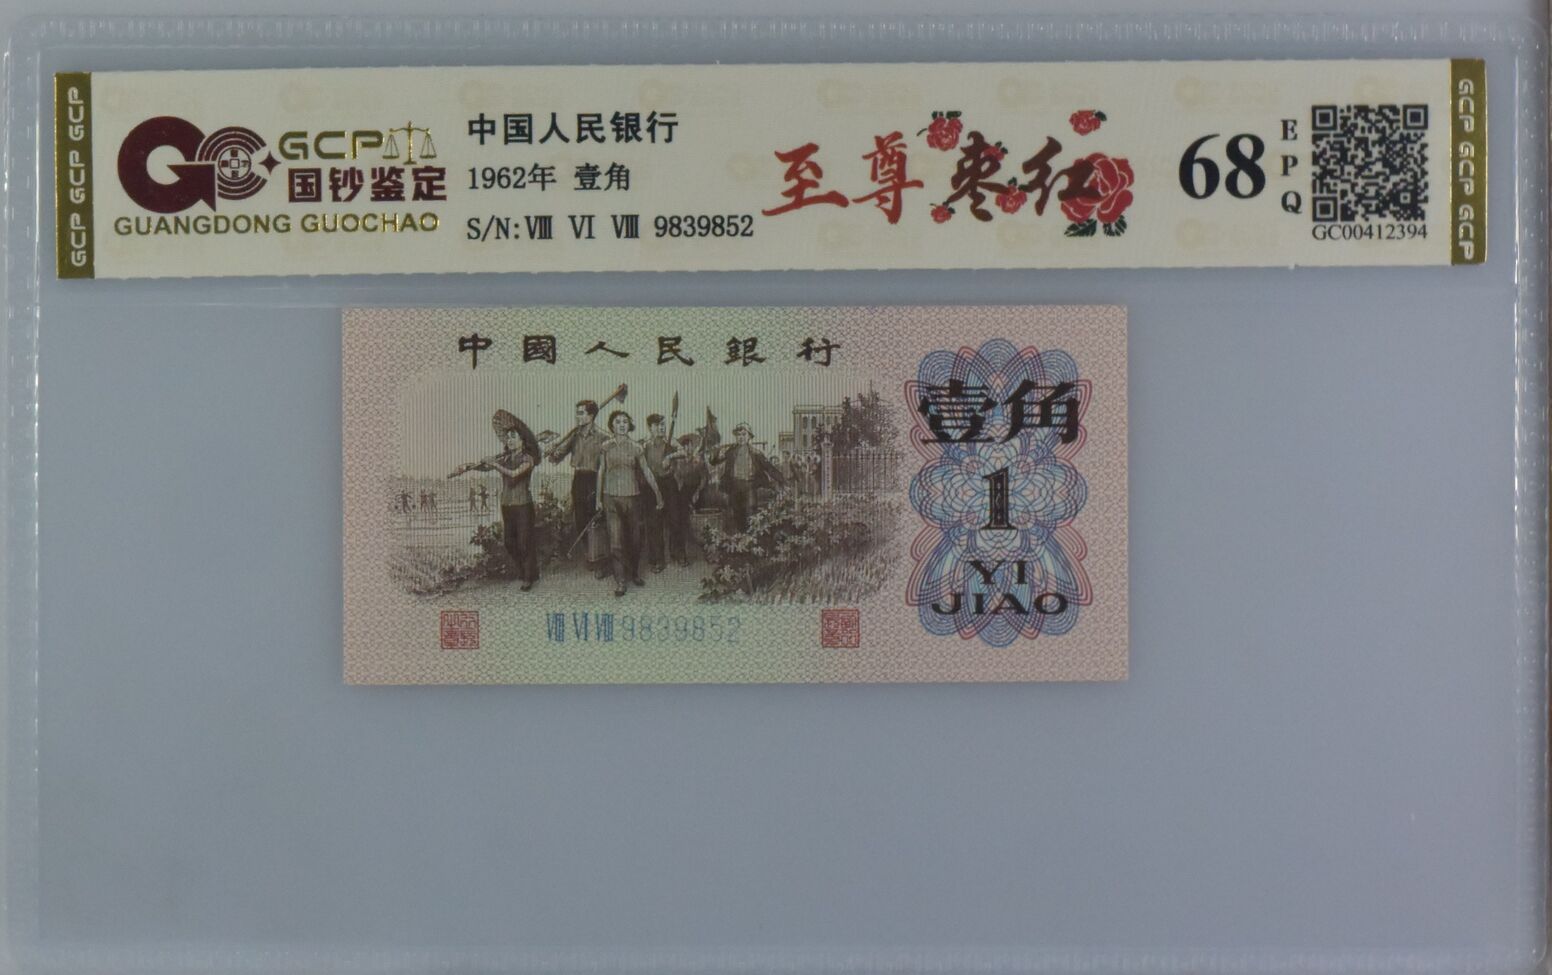 GCP GCP GCP
GCP
国钞鉴定
GUANGDONG GUOCHAO
中国人民银行
1962年 壹角
S/N:Ⅷ Ⅵ Ⅷ 9839852
至尊枣红
68
EPQ
GC00412394
GCP GCP GCP
中國人民銀行
壹角
1
YI
JIAO
Ⅷ Ⅵ Ⅷ 9839852